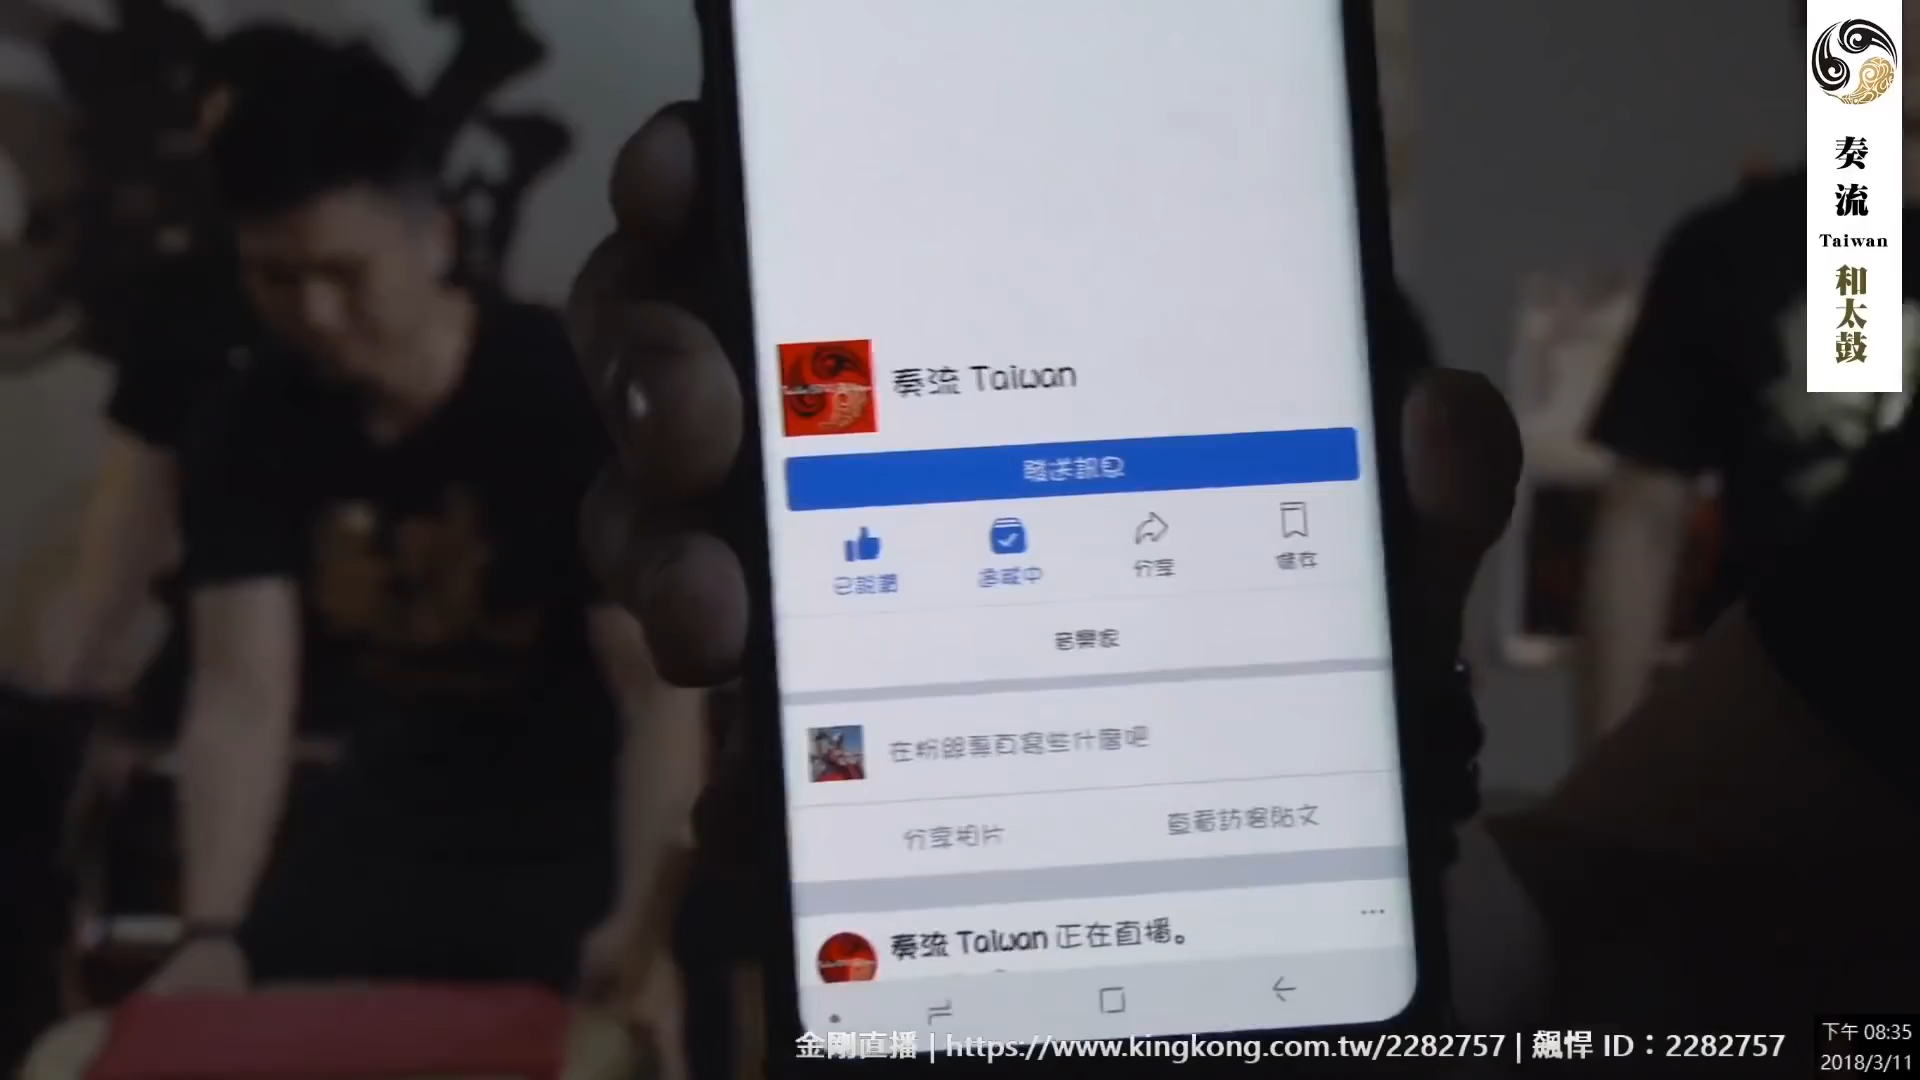 奏流
Taiwan
和太鼓
奏流 Taiwan
發送訊息
已說讚
追蹤中
分享
儲存
音樂家
在粉絲專頁寫些什麼吧
分享相片
查看訪客貼文
奏流 Taiwan 正在直播。
金剛直播 | https://www.kingkong.com.tw/2282757 | 飆悍 ID：2282757
下午 08:35
2018/3/11